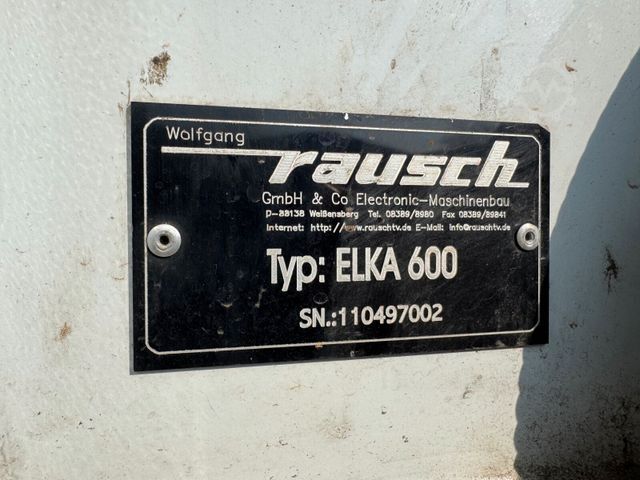 Wolfgang
rausch
GmbH & Co Electronic-Maschinenbau
D-88138 Weißensberg Tel. 08389/8980 Fax 08389/89841
Internet: http://www.rauschtv.de E-Mail: info@rauschtv.de
Typ: ELKA 600
SN.:110497002